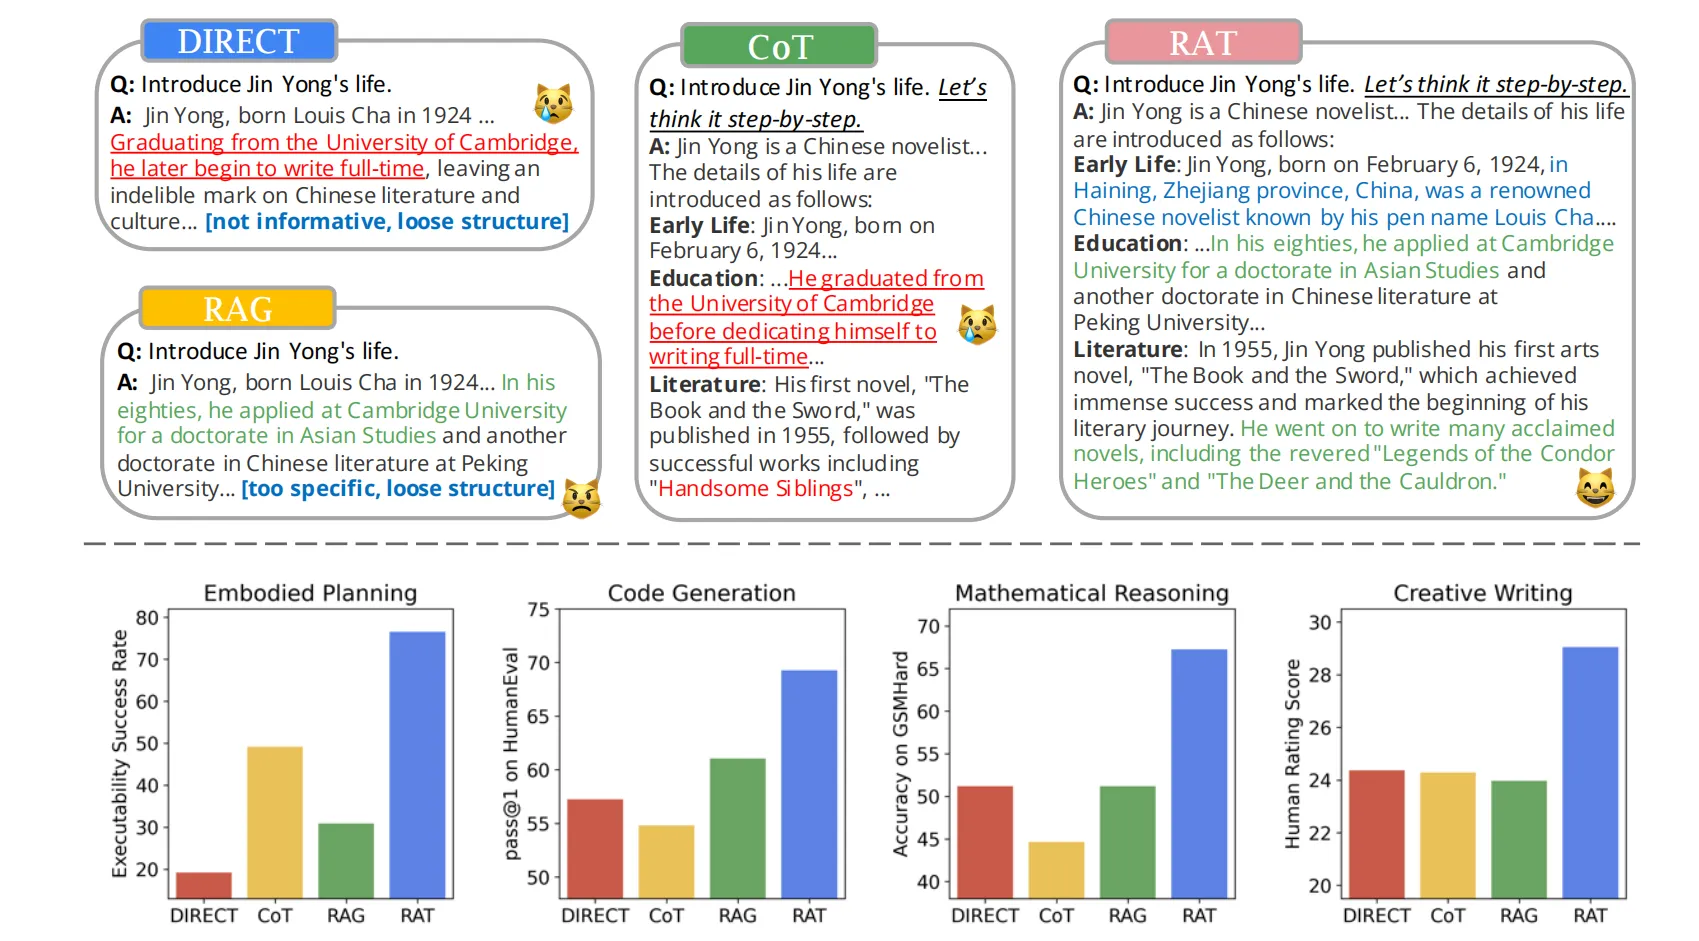 DIRECT
Q: Introduce Jin Yong's life.
A: Jin Yong, born Louis Cha in 1924 ...
Graduating from the University of Cambridge,
he later begin to write full-time, leaving an
indelible mark on Chinese literature and
culture... [not informative, loose structure]
RAG
Q: Introduce Jin Yong's life.
A: Jin Yong, born Louis Cha in 1924... In his
eighties, he applied at Cambridge University
for a doctorate in Asian Studies and another
doctorate in Chinese literature at Peking
University... [too specific, loose structure]
CoT
Q: Introduce Jin Yong's life. Let's
think it step-by-step.
A: Jin Yong is a Chinese novelist...
The details of his life are
introduced as follows:
Early Life: Jin Yong, born on
February 6, 1924...
Education: ...He graduated from
the University of Cambridge
before dedicating himself to
writing full-time...
Literature: His first novel, "The
Book and the Sword," was
published in 1955, followed by
successful works including
"Handsome Siblings", ...
RAT
Q: Introduce Jin Yong's life. Let's think it step-by-step.
A: Jin Yong is a Chinese novelist... The details of his life
are introduced as follows:
Early Life: Jin Yong, born on February 6, 1924, in
Haining, Zhejiang province, China, was a renowned
Chinese novelist known by his pen name Louis Cha....
Education: ...In his eighties, he applied at Cambridge
University for a doctorate in Asian Studies and
another doctorate in Chinese literature at
Peking University...
Literature: In 1955, Jin Yong published his first arts
novel, "The Book and the Sword," which achieved
immense success and marked the beginning of his
literary journey. He went on to write many acclaimed
novels, including the revered "Legends of the Condor
Heroes" and "The Deer and the Cauldron."
Embodied Planning
Executability Success Rate
80
70
60
50
40
30
20
DIRECT CoT RAG RAT
Code Generation
pass@1 on HumanEval
75
70
65
60
55
50
DIRECT CoT RAG RAT
Mathematical Reasoning
Accuracy on GSMHard
70
65
60
55
50
45
40
DIRECT CoT RAG RAT
Creative Writing
Human Rating Score
30
28
26
24
22
20
DIRECT CoT RAG RAT